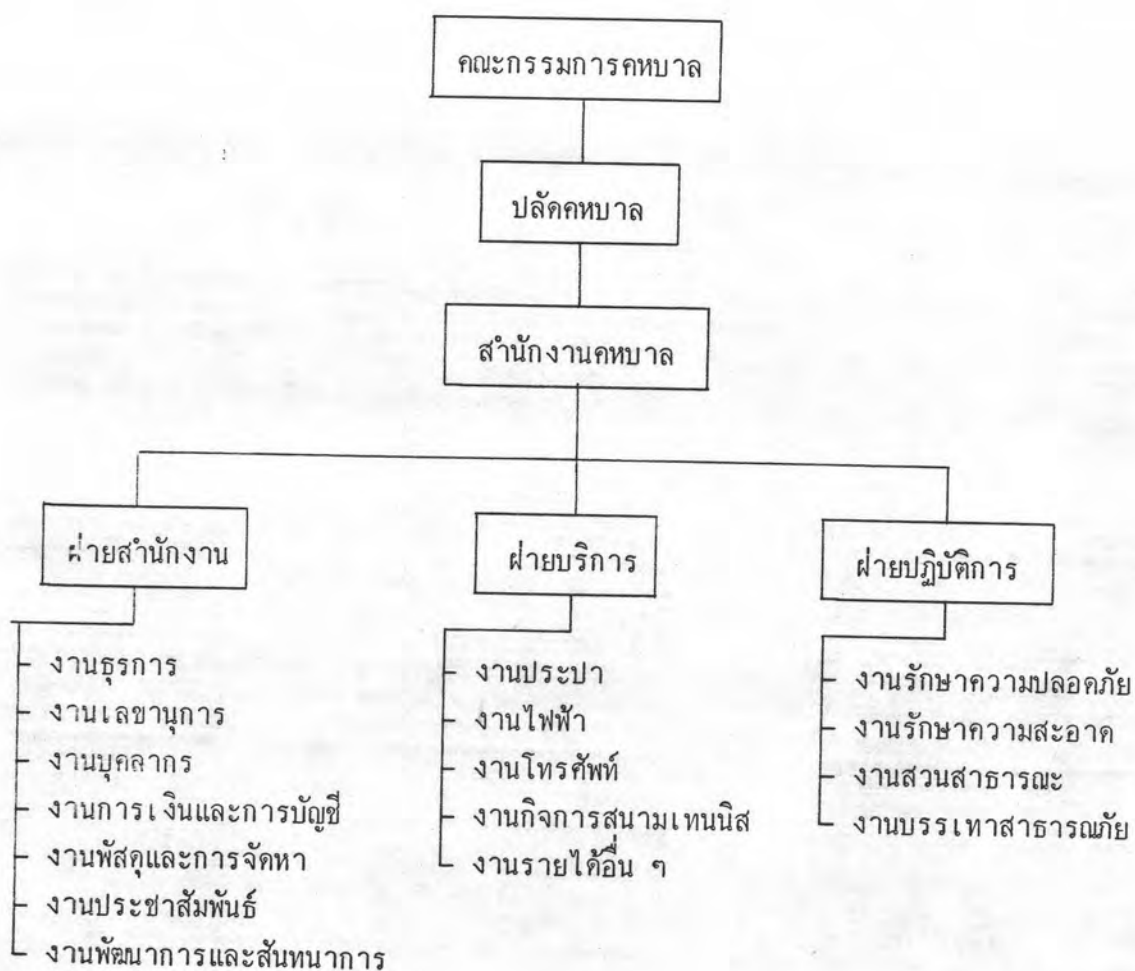 คณะกรรมการคหบาล
ปลัดคหบาล
สำนักงานคหบาล
ฝ่ายสำนักงาน
- งานธุรการ
- งานเลขานุการ
- งานบุคลากร
- งานการเงินและการบัญชี
- งานพัสดุและการจัดหา
- งานประชาสัมพันธ์
- งานพัฒนาการและสันทนาการ
ฝ่ายบริการ
- งานประปา
- งานไฟฟ้า
- งานโทรศัพท์
- งานกิจการสนามเทนนิส
- งานรายได้อื่น ๆ
ฝ่ายปฏิบัติการ
- งานรักษาความปลอดภัย
- งานรักษาความสะอาด
- งานสวนสาธารณะ
- งานบรรเทาสาธารณภัย